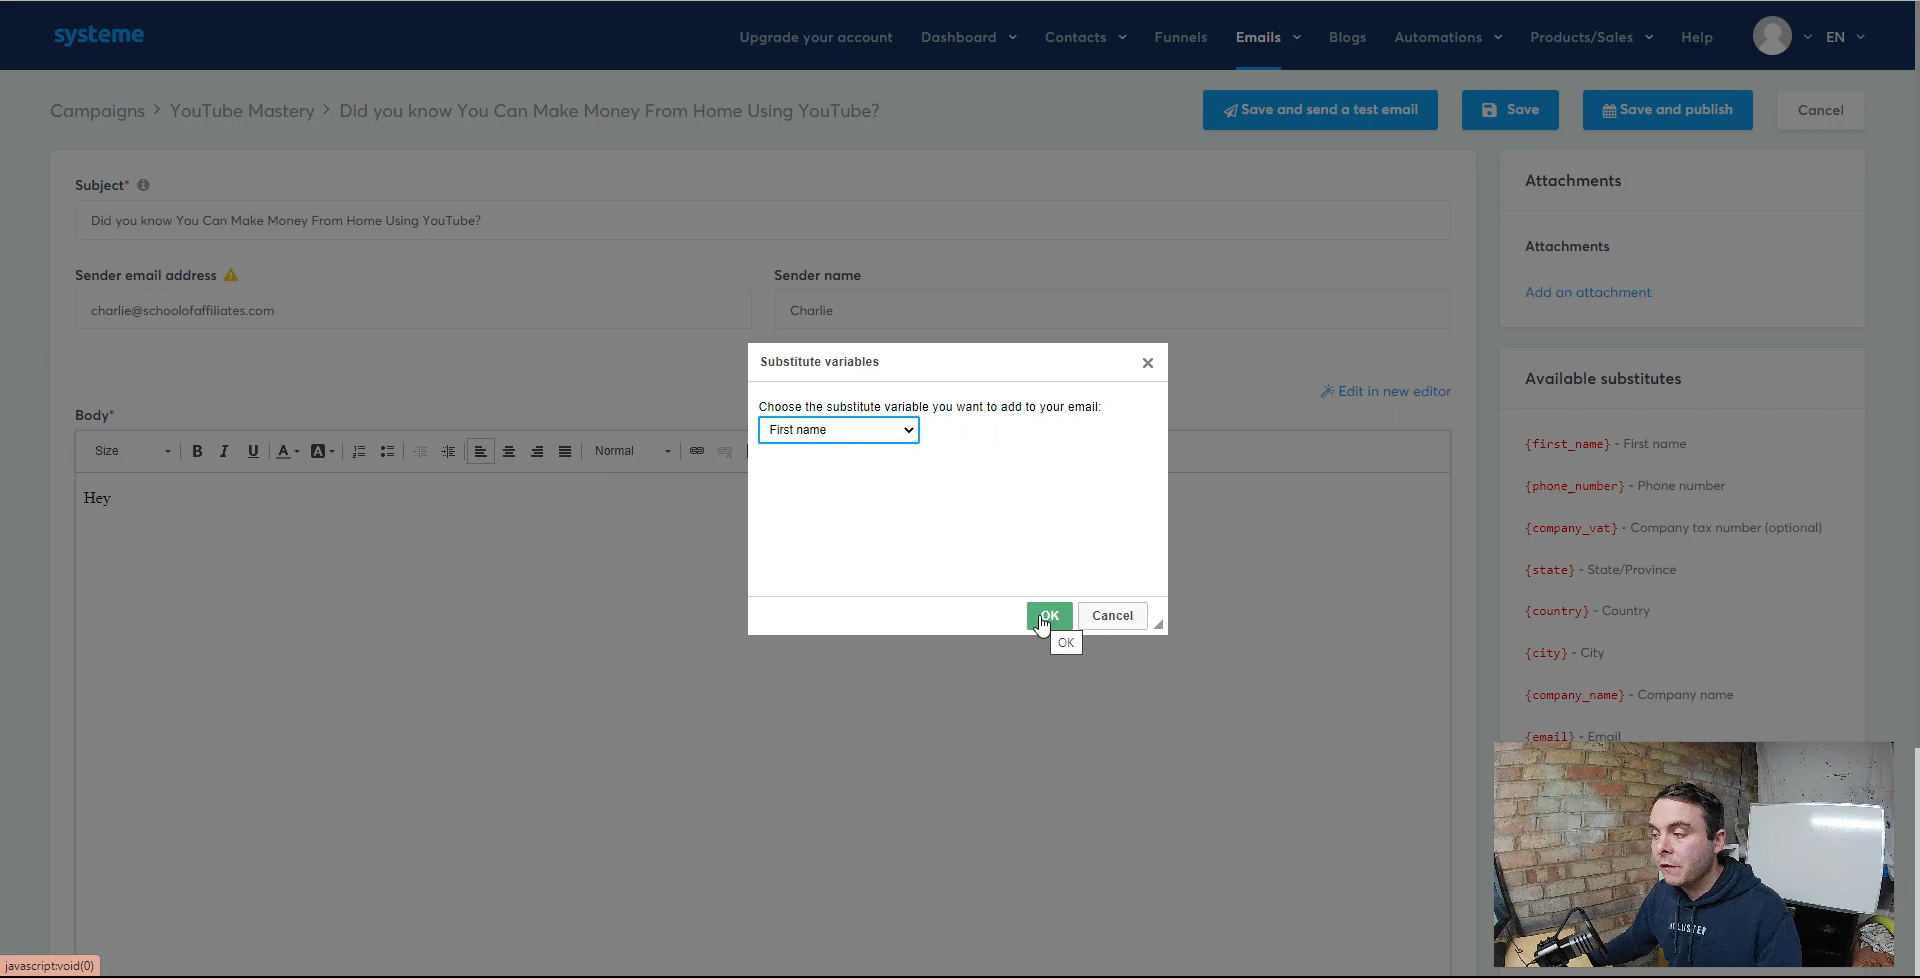 systeme
Upgrade your account Dashboard Contacts Funnels Emails Blogs Automations Products/Sales Help EN
Campaigns > YouTube Mastery > Did you know You Can Make Money From Home Using YouTube?
Save and send a test email Save Save and publish Cancel
Subject*
Did you know You Can Make Money From Home Using YouTube?
Sender email address
charlie@schoolofaffiliates.com
Sender name
Charlie
Edit in new editor
Body*
Size B I U A A Normal
Hey
Substitute variables
Choose the substitute variable you want to add to your email:
First name
OK Cancel
OK
Attachments
Attachments
Add an attachment
Available substitutes
{first_name} - First name
{phone_number} - Phone number
{company_vat} - Company tax number (optional)
{state} - State/Province
{country} - Country
{city} - City
{company_name} - Company name
{email} - Email
javascript:void(0)